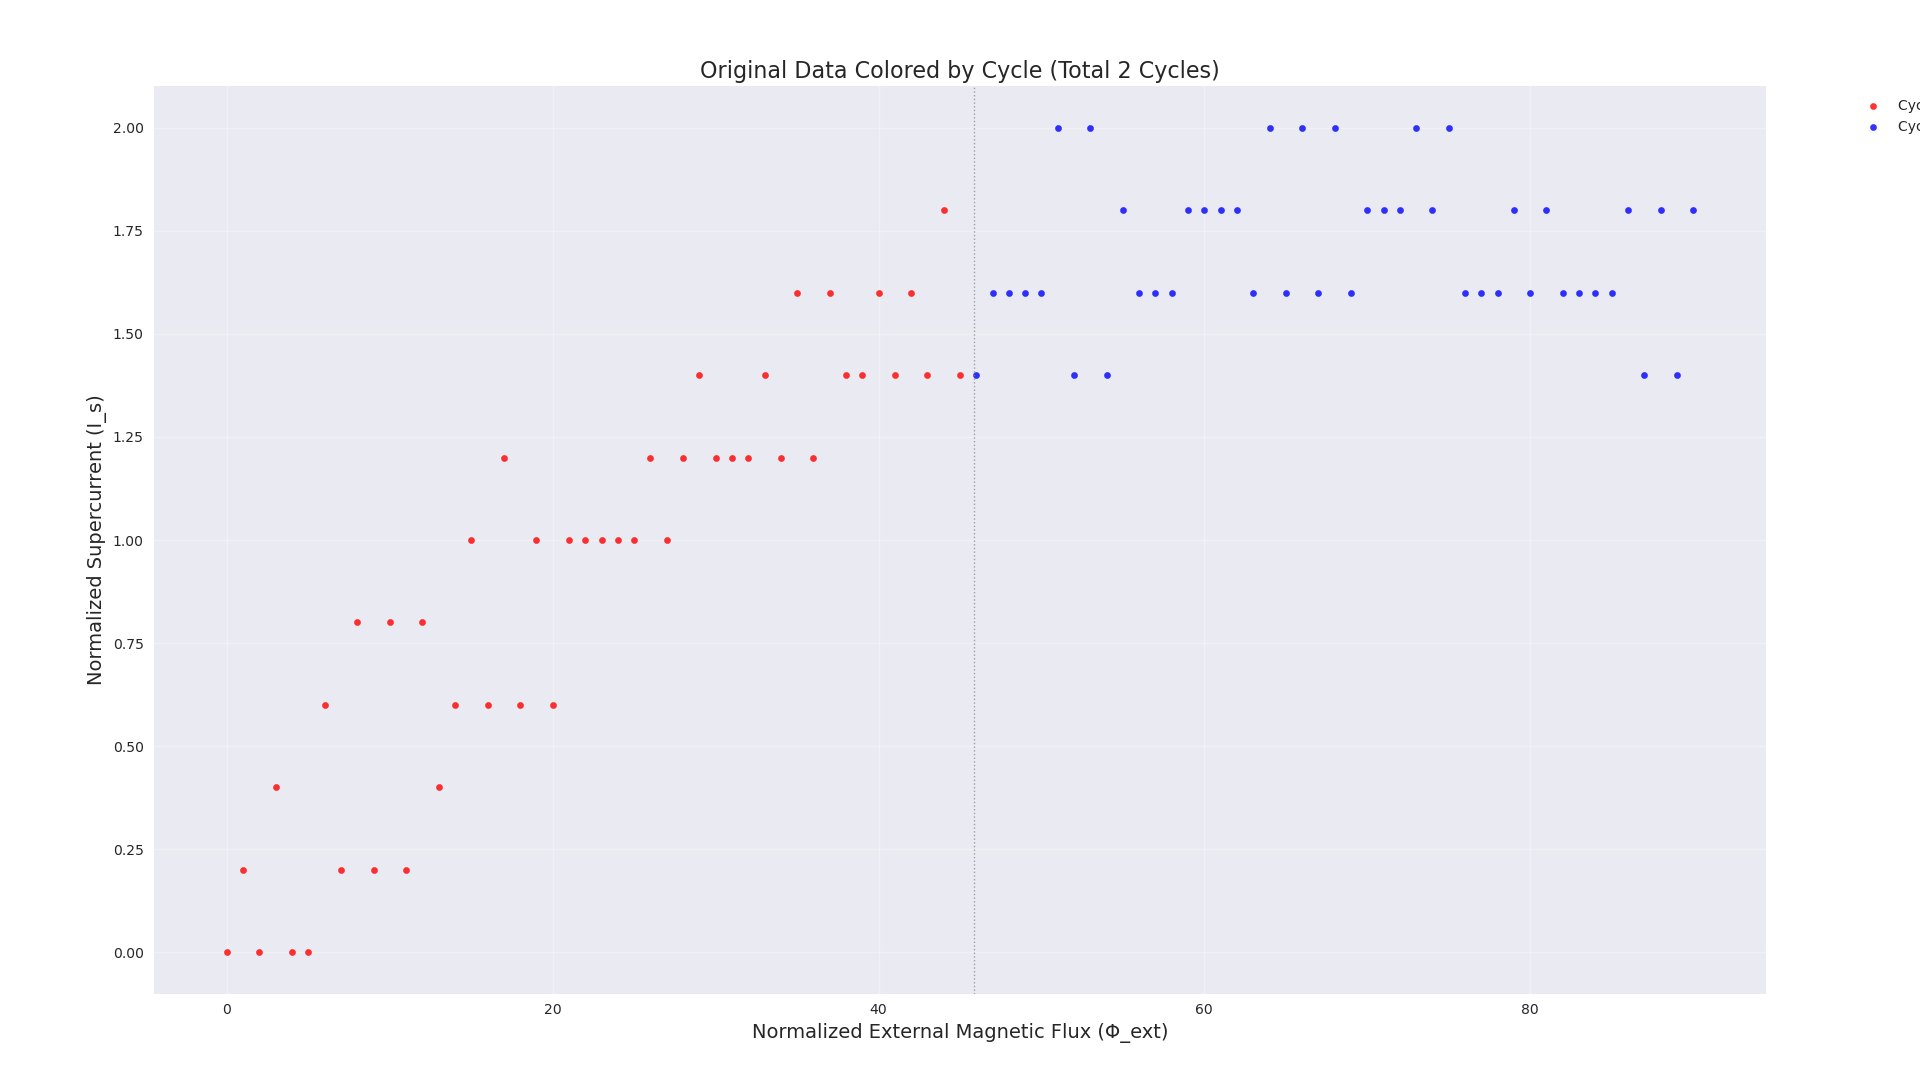 Original Data Colored by Cycle (Total 2 Cycles)
Cyc
Cyc
2.00
1.75
1.50
1.25
1.00
0.75
0.50
0.25
0.00
Normalized Supercurrent (I_s)
0 20 40 60 80
Normalized External Magnetic Flux (Φ_ext)